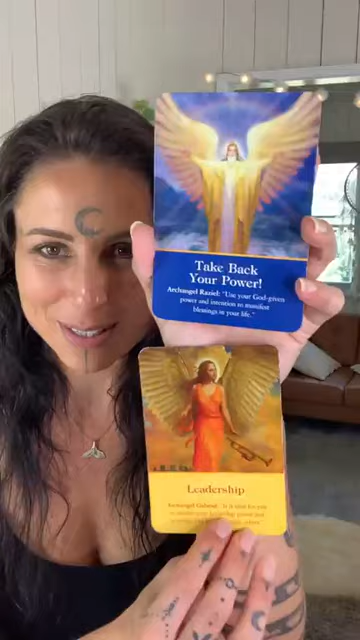 Take Back
Your Power!
Archangel Raziel: "Use your God-given
power and intention to manifest
blessings in your life."
Leadership
Archangel Gabriel: "It is time for you